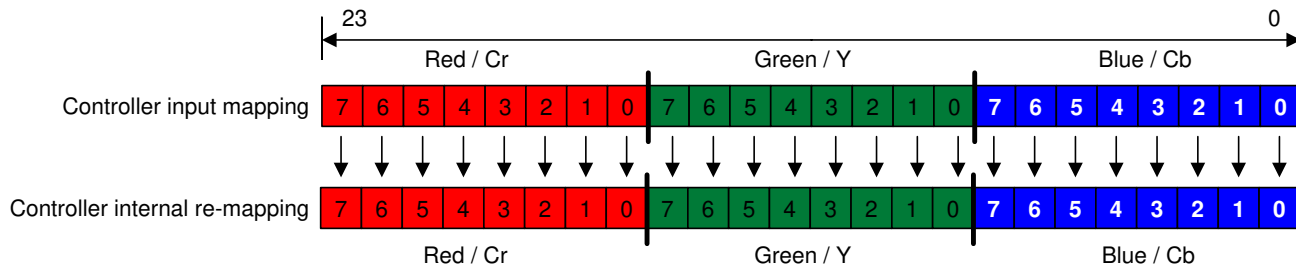 23 0
Red / Cr Green / Y Blue / Cb
Controller input mapping 7 6 5 4 3 2 1 0 7 6 5 4 3 2 1 0 7 6 5 4 3 2 1 0
Controller internal re-mapping 7 6 5 4 3 2 1 0 7 6 5 4 3 2 1 0 7 6 5 4 3 2 1 0
Red / Cr Green / Y Blue / Cb